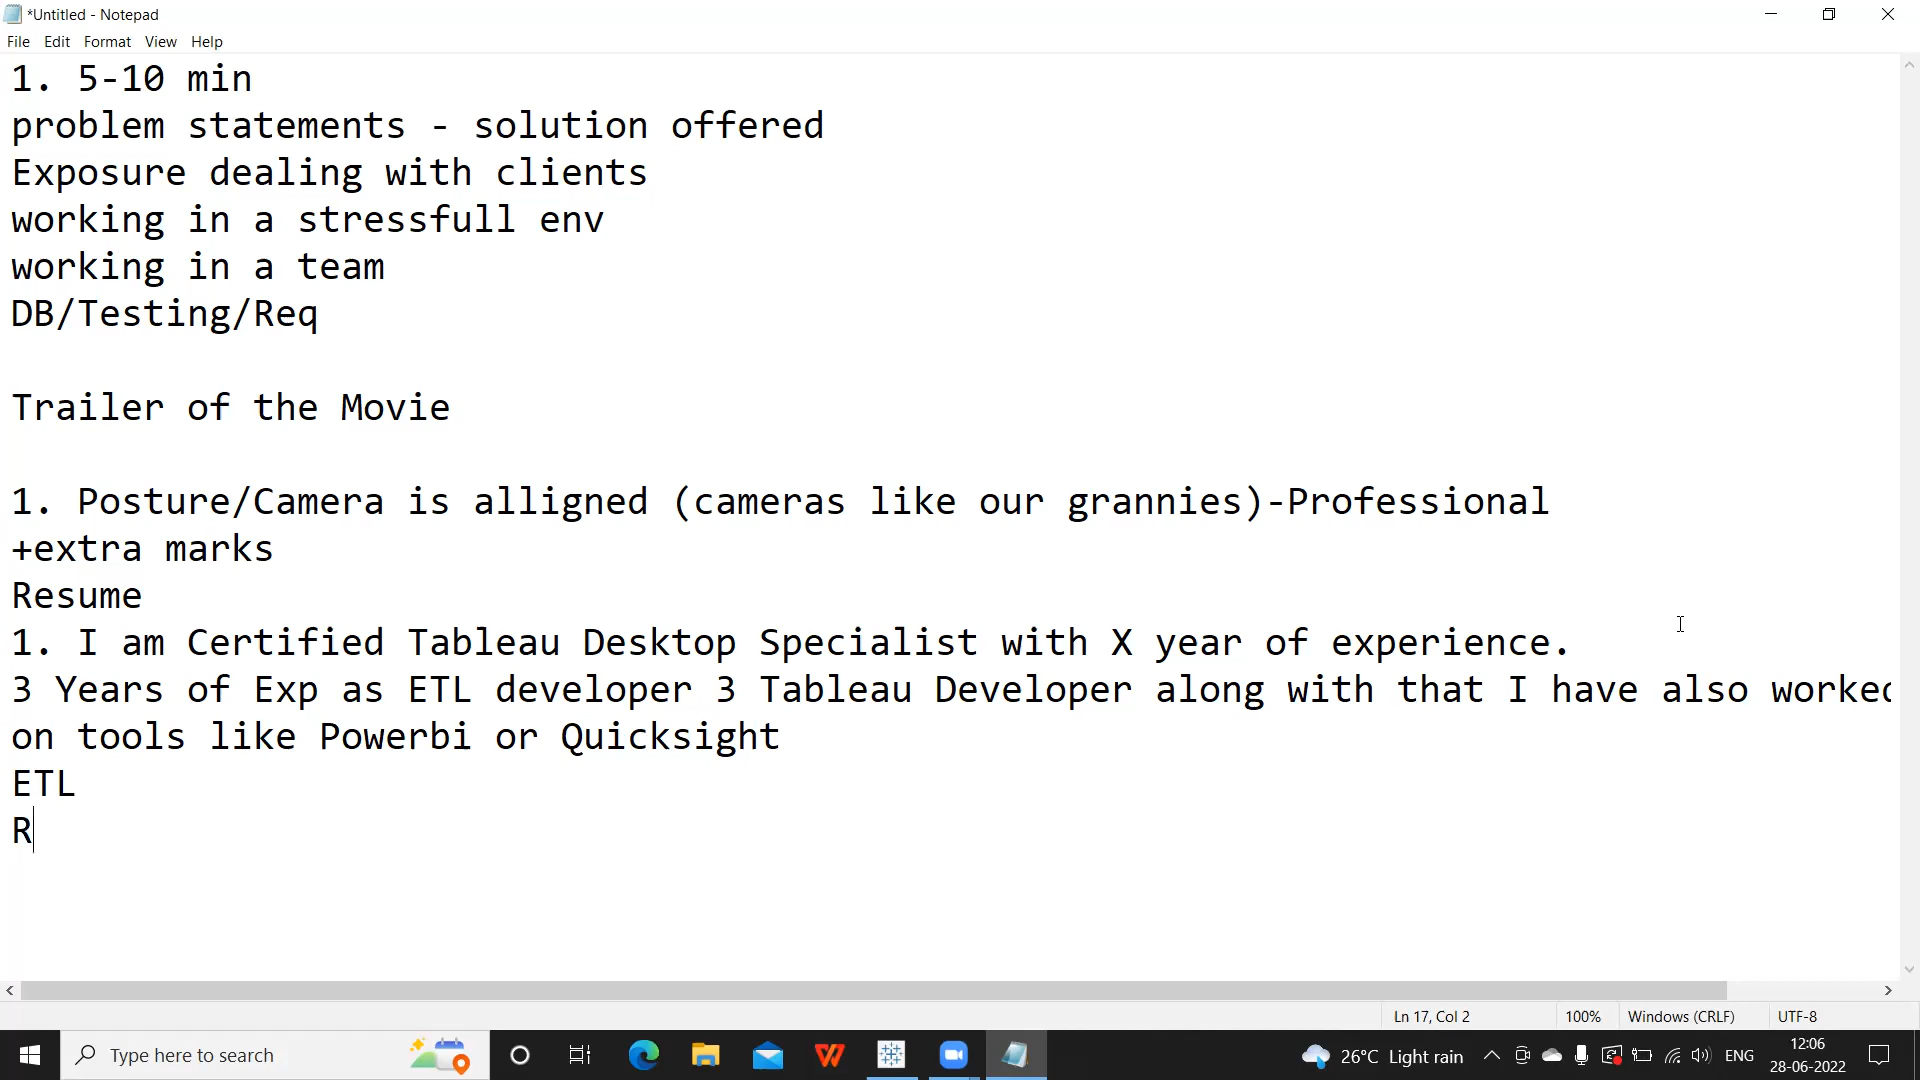 *Untitled - Notepad
File Edit Format View Help
1. 5-10 min
problem statements - solution offered
Exposure dealing with clients
working in a stressfull env
working in a team
DB/Testing/Req
Trailer of the Movie
1. Posture/Camera is alligned (cameras like our grannies)-Professional
+extra marks
Resume
1. I am Certified Tableau Desktop Specialist with X year of experience.
3 Years of Exp as ETL developer 3 Tableau Developer along with that I have also worked
on tools like Powerbi or Quicksight
ETL
R
Ln 17, Col 2 100% Windows (CRLF) UTF-8
Type here to search 26°C Light rain ENG 12:06
28-06-2022